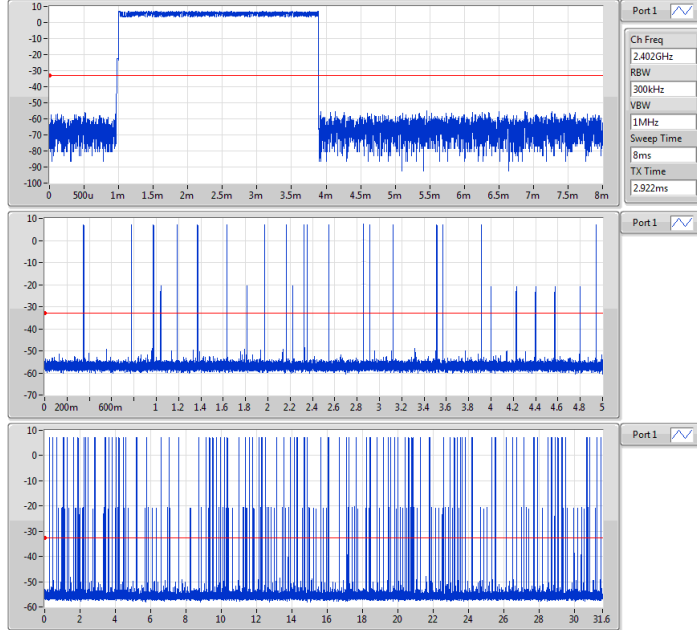 Port 1
10
0
-10
-20
-30
-40
-50
-60
-70
-80
-90
-100
0 500u 1m 1.5m 2m 2.5m 3m 3.5m 4m 4.5m 5m 5.5m 6m 6.5m 7m 7.5m 8m
Ch Freq
2.402GHz
RBW
300kHz
VBW
1MHz
Sweep Time
8ms
TX Time
2.922ms
Port 1
10
0
-10
-20
-30
-40
-50
-60
-70
0 200m 600m 1 1.2 1.4 1.6 1.8 2 2.2 2.4 2.6 2.8 3 3.2 3.4 3.6 3.8 4 4.2 4.4 4.6 4.8 5
Port 1
10
0
-10
-20
-30
-40
-50
-60
0 2 4 6 8 10 12 14 16 18 20 22 24 26 28 30 31.6